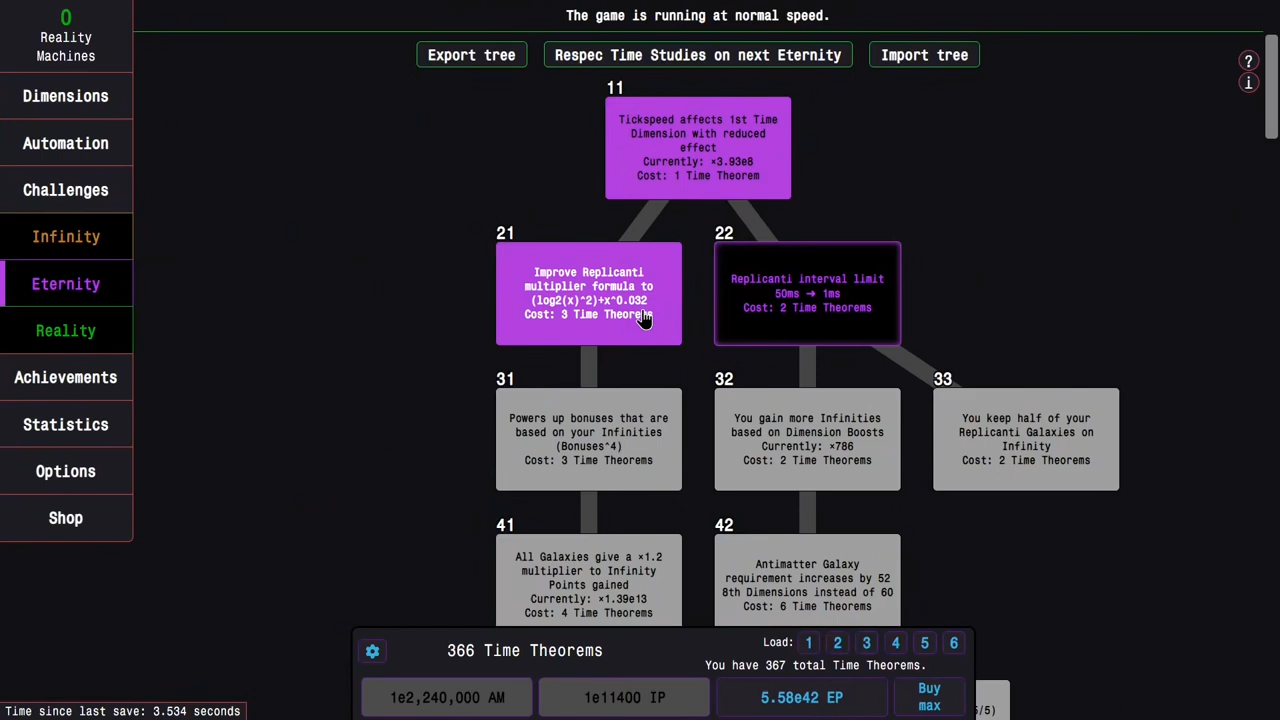 0
Reality
Machines
The game is running at normal speed.
Export tree
Respec Time Studies on next Eternity
Import tree
?
i
Dimensions
Automation
Challenges
Infinity
Eternity
Reality
Achievements
Statistics
Options
Shop
11
Tickspeed affects 1st Time
Dimension with reduced
effect
Currently: ×3.93e8
Cost: 1 Time Theorem
21
Improve Replicanti
multiplier formula to
(log2(x)^2)+x^0.032
Cost: 3 Time Theorems
22
Replicanti interval limit
50ms ➜ 1ms
Cost: 2 Time Theorems
31
Powers up bonuses that are
based on your Infinities
(Bonuses^4)
Cost: 3 Time Theorems
32
You gain more Infinities
based on Dimension Boosts
Currently: ×786
Cost: 2 Time Theorems
33
You keep half of your
Replicanti Galaxies on
Infinity
Cost: 2 Time Theorems
41
All Galaxies give a ×1.2
multiplier to Infinity
Points gained
Currently: ×1.39e13
Cost: 4 Time Theorems
42
Antimatter Galaxy
requirement increases by 52
8th Dimensions instead of 60
Cost: 6 Time Theorems
366 Time Theorems
Load: 1 2 3 4 5 6
You have 367 total Time Theorems.
1e2,240,000 AM
1e11400 IP
5.58e42 EP
Buy
max
/5)
Time since last save: 3.534 seconds